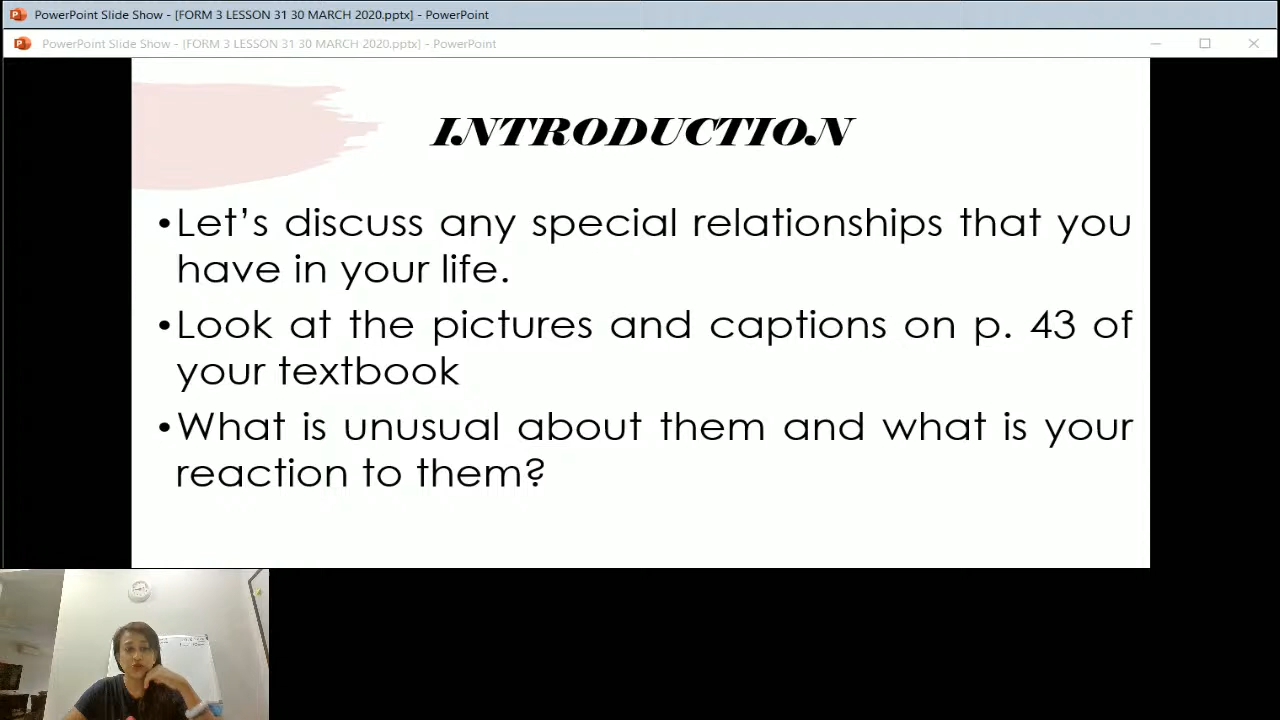 PowerPoint Slide Show - [FORM 3 LESSON 31 30 MARCH 2020.pptx] - PowerPoint
PowerPoint Slide Show - [FORM 3 LESSON 31 30 MARCH 2020.pptx] - PowerPoint
INTRODUCTION
•Let's discuss any special relationships that you
have in your life.
•Look at the pictures and captions on p. 43 of
your textbook
•What is unusual about them and what is your
reaction to them?